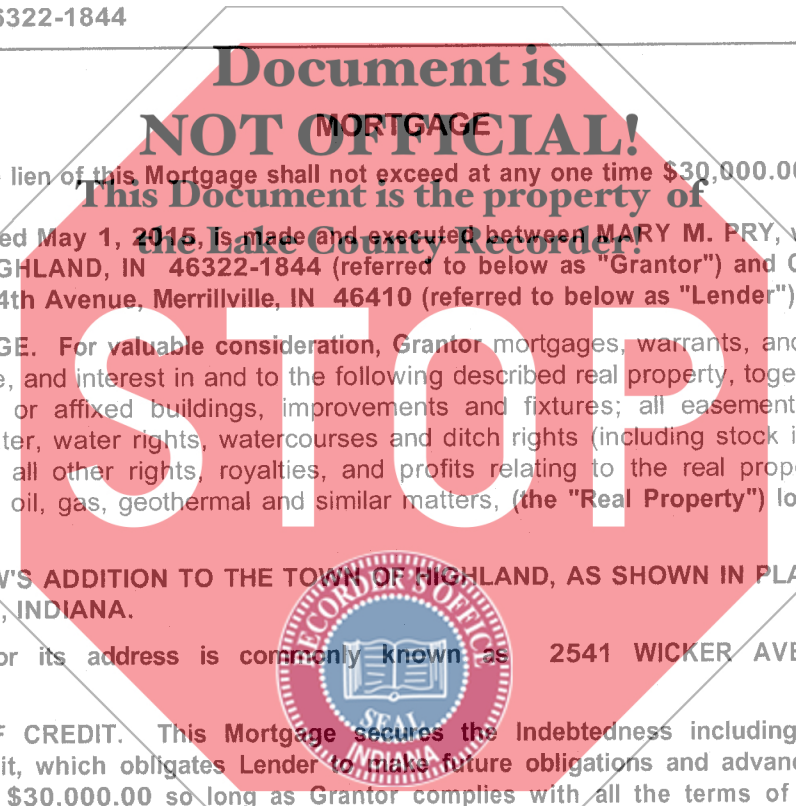 6322-1844
Document is
NOT OFFICIAL!
MORTGAGE
lien of this Mortgage shall not exceed at any one time $30,000.00
This Document is the property of
the Lake County Recorder!
ed May 1, 2015, is made and executed between MARY M. PRY,
GHLAND, IN 46322-1844 (referred to below as "Grantor") and
4th Avenue, Merrillville, IN 46410 (referred to below as "Lender")
GE. For valuable consideration, Grantor mortgages, warrants, and
e, and interest in and to the following described real property, toge
or affixed buildings, improvements and fixtures; all easement
ter, water rights, watercourses and ditch rights (including stock i
all other rights, royalties, and profits relating to the real prope
oil, gas, geothermal and similar matters, (the "Real Property") lo
STOP
W'S ADDITION TO THE TOWN OF HIGHLAND, AS SHOWN IN PLA
, INDIANA.
or its address is commonly known as 2541 WICKER AVE
RECORDER'S OFFICE
SEAL
INDIANA
F CREDIT. This Mortgage secures the Indebtedness including
it, which obligates Lender to make future obligations and advanc
$30,000.00 so long as Grantor complies with all the terms of